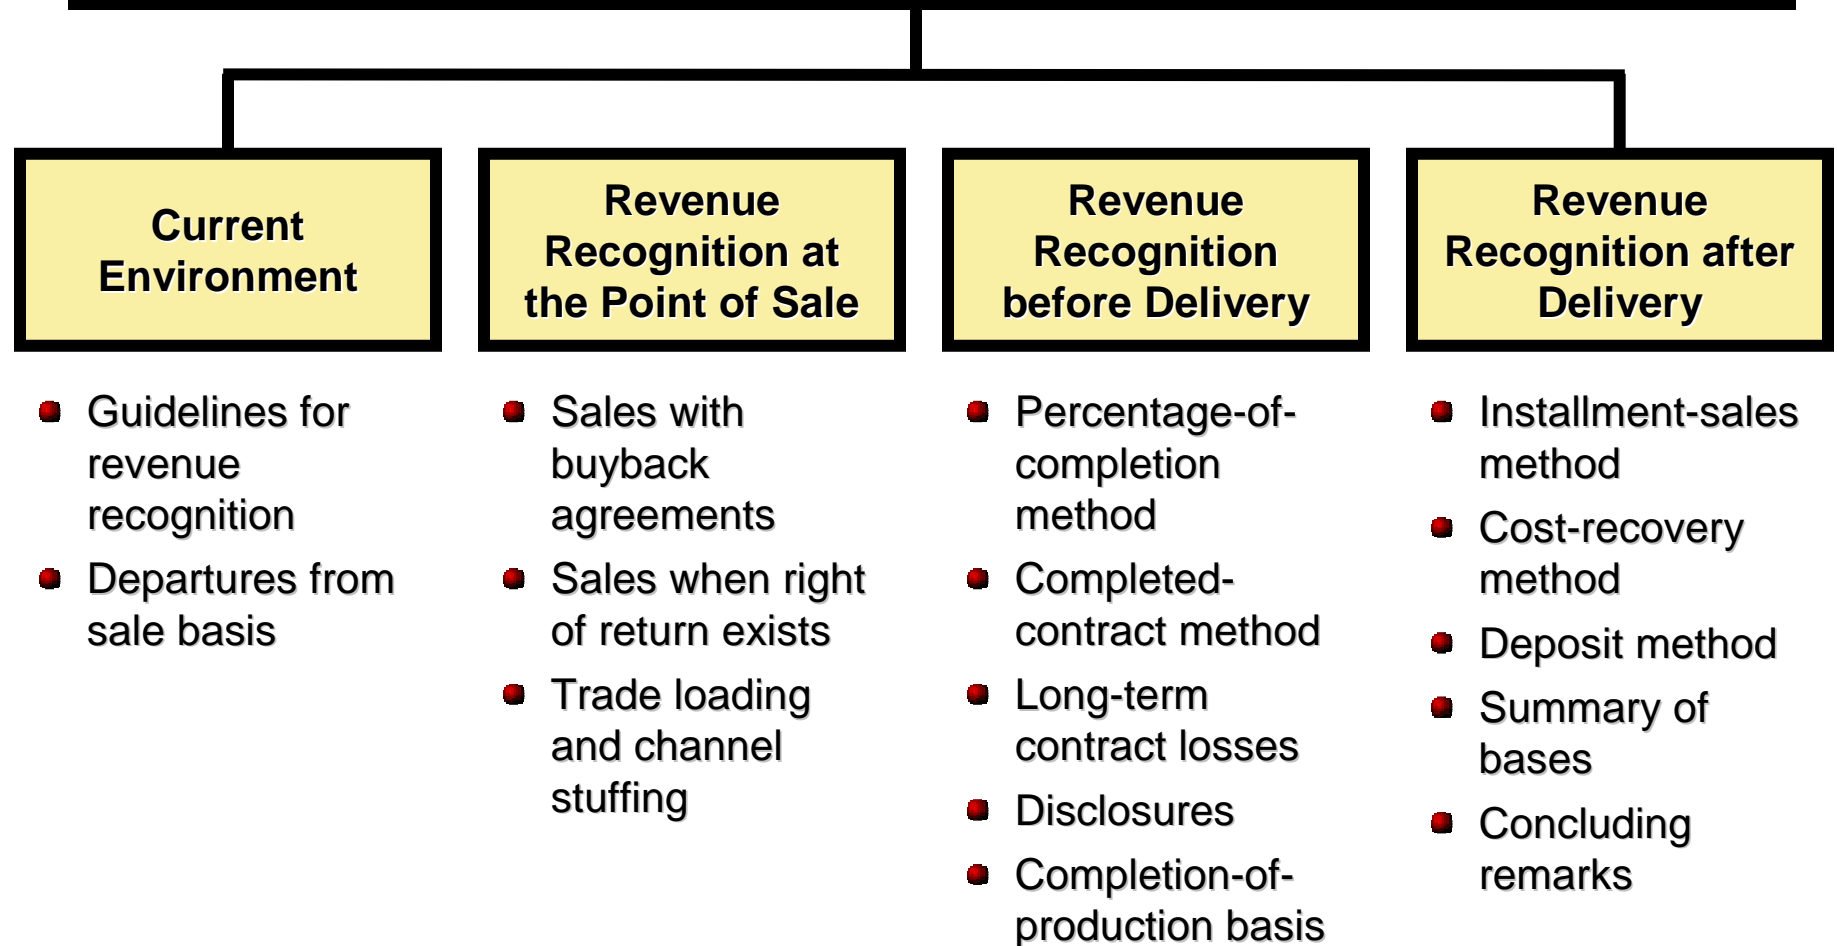 Current
Environment
Revenue
Recognition at
the Point of Sale
Revenue
Recognition
before Delivery
Revenue
Recognition after
Delivery
Guidelines for
revenue
recognition
Departures from
sale basis
Sales with
buyback
agreements
Sales when right
of return exists
Trade loading
and channel
stuffing
Percentage-of-
completion
method
Completed-
contract method
Long-term
contract losses
Disclosures
Completion-of-
production basis
Installment-sales
method
Cost-recovery
method
Deposit method
Summary of
bases
Concluding
remarks